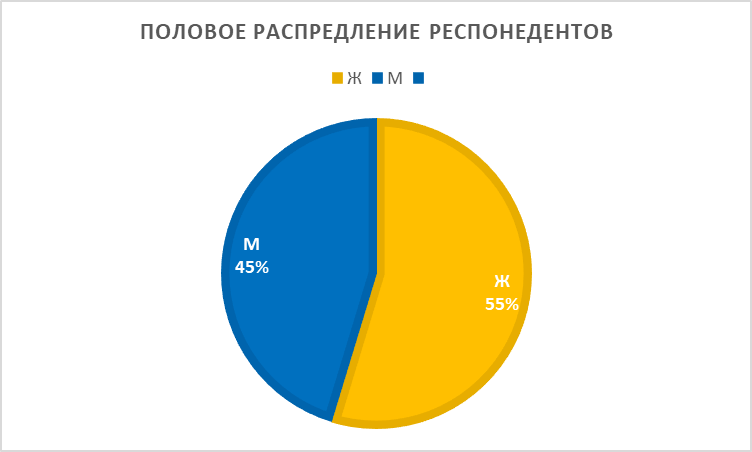 ПОЛОВОЕ РАСПРЕДЛЕНИЕ РЕСПОНЕДЕНТОВ
Ж М
М
45%
Ж
55%